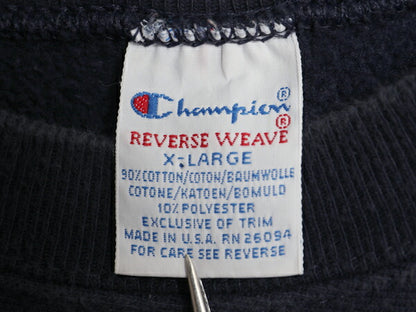 Champion®
REVERSE WEAVE®
X-LARGE
90% COTTON/COTON/BAUMWOLLE
COTONE/KATOEN/BOMULD
10% POLYESTER
EXCLUSIVE OF TRIM
MADE IN U.S.A. RN 26094
FOR CARE SEE REVERSE